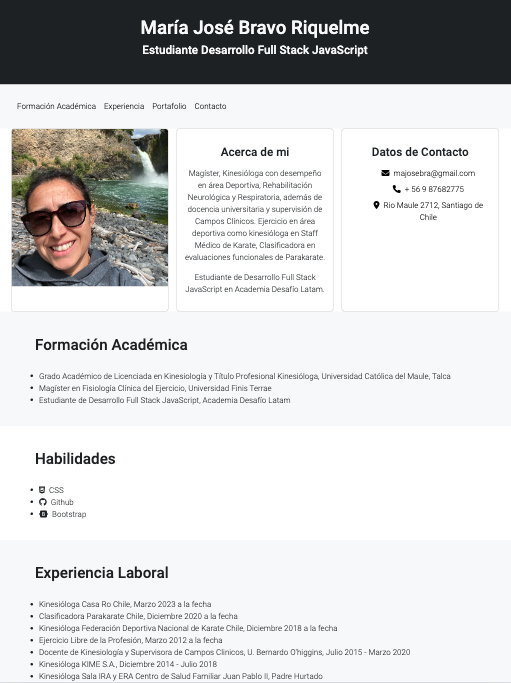 María José Bravo Riquelme
Estudiante Desarrollo Full Stack JavaScript
Formación Académica Experiencia Portafolio Contacto
Acerca de mi
Magíster, Kinesióloga con desempeño
en área Deportiva, Rehabilitación
Neurológica y Respiratoria, además de
docencia universitaria y supervisión de
Campos Clínicos. Ejercicio en área
deportiva como kinesióloga en Staff
Médico de Karate, Clasificadora en
evaluaciones funcionales de Parakarate.
Estudiante de Desarrollo Full Stack
JavaScript en Academia Desafío Latam.
Datos de Contacto
majosebra@gmail.com
+ 56 9 87682775
Rio Maule 2712, Santiago de
Chile
Formación Académica
Grado Académico de Licenciada en Kinesiología y Título Profesional Kinesióloga, Universidad Católica del Maule, Talca
Magíster en Fisiología Clínica del Ejercicio, Universidad Finis Terrae
Estudiante de Desarrollo Full Stack JavaScript, Academia Desafío Latam
Habilidades
CSS
Github
Bootstrap
Experiencia Laboral
Kinesióloga Casa Ro Chile, Marzo 2023 a la fecha
Clasificadora Parakarate Chile, Diciembre 2020 a la fecha
Kinesióloga Federación Deportiva Nacional de Karate Chile, Diciembre 2018 a la fecha
Ejercicio Libre de la Profesión, Marzo 2012 a la fecha
Docente de Kinesiología y Supervisora de Campos Clinicos, U. Bernardo O'higgins, Julio 2015 - Marzo 2020
Kinesióloga KIME S.A., Diciembre 2014 - Julio 2018
Kinesióloga Sala IRA y ERA Centro de Salud Familiar Juan Pablo II, Padre Hurtado